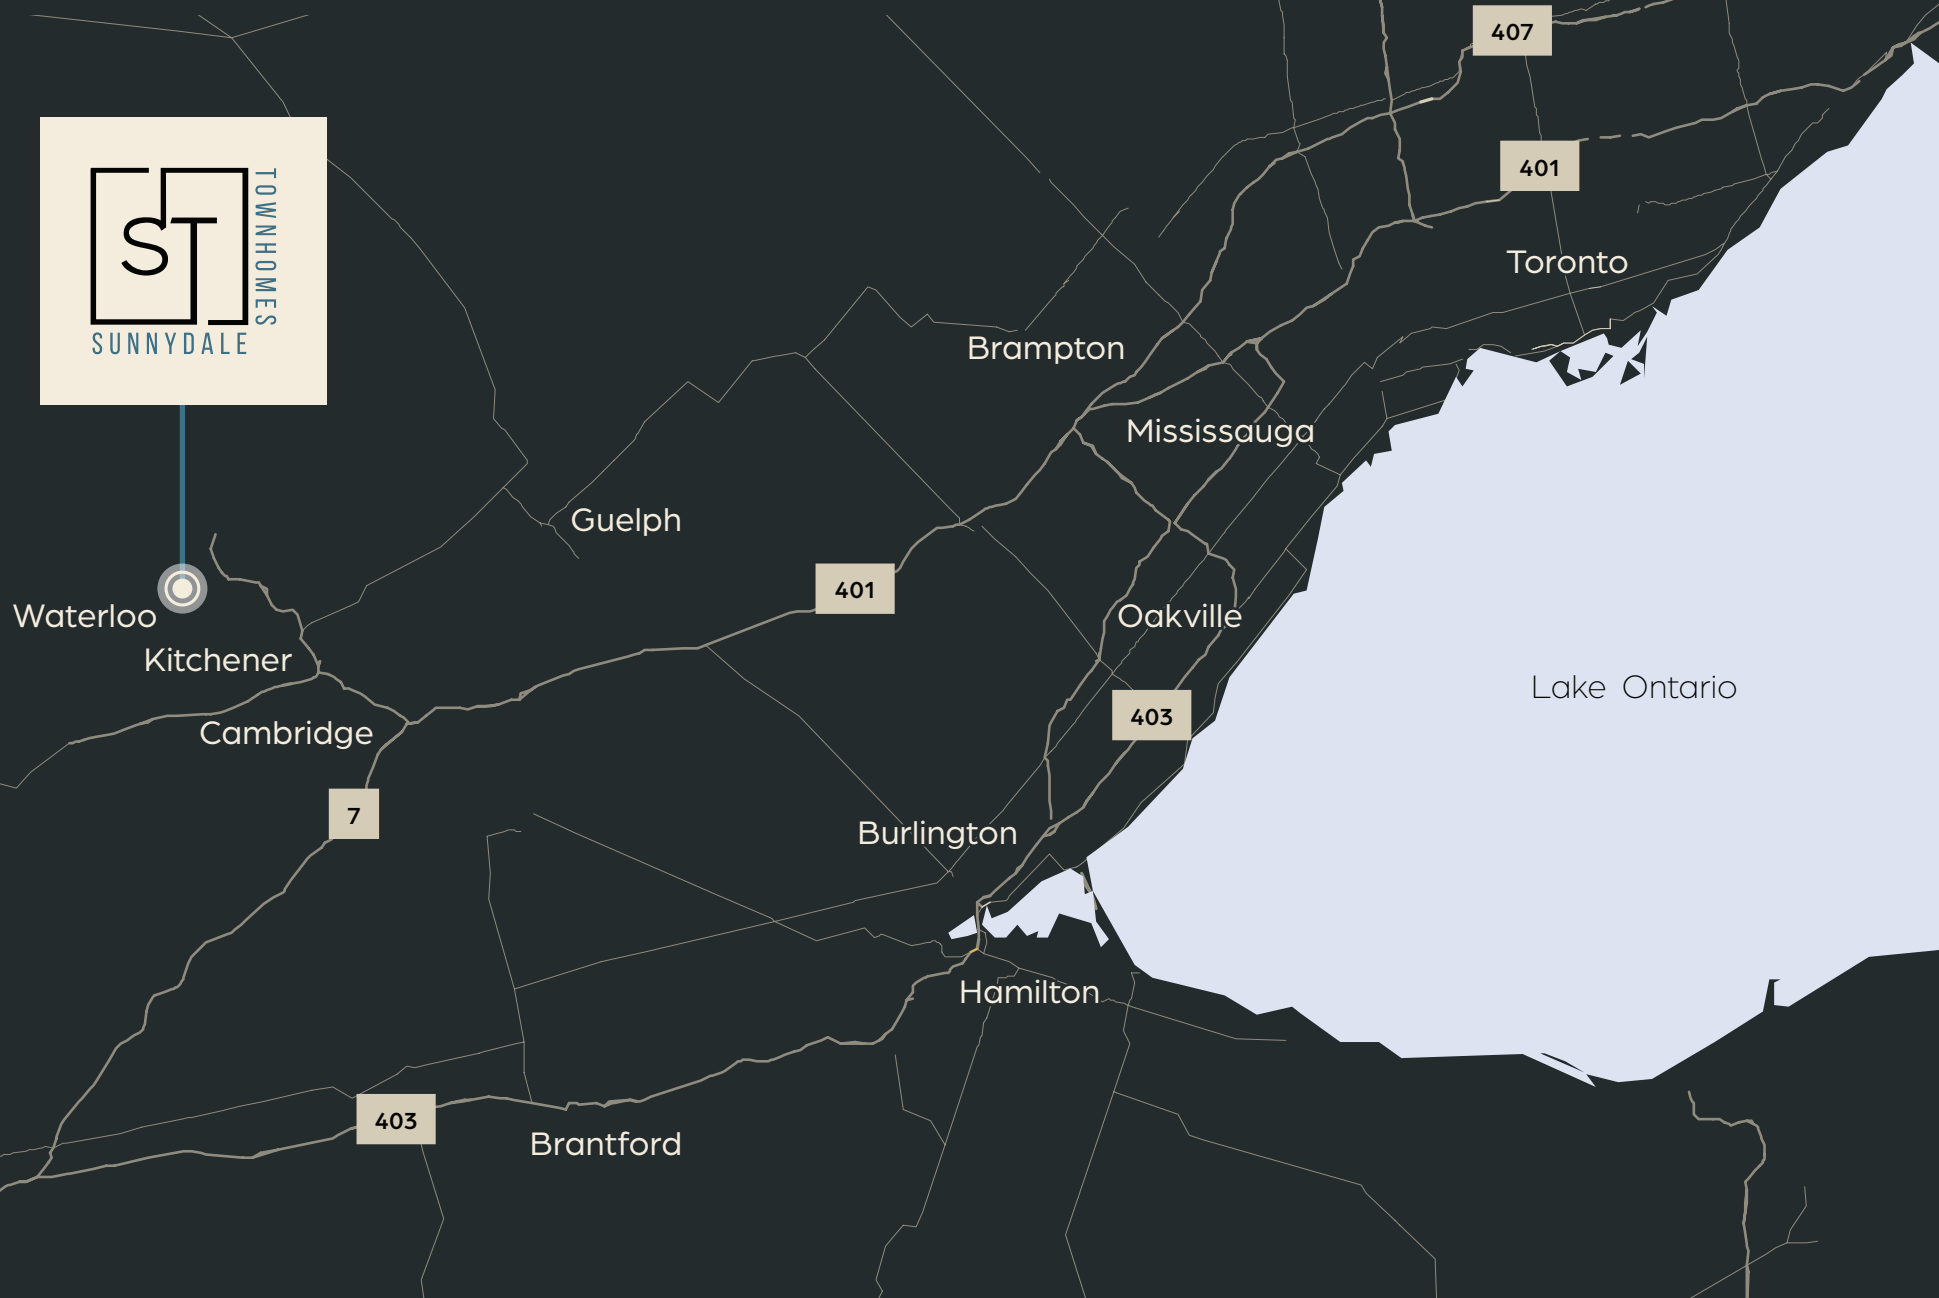 407
401
ST
TOWNHOMES
SUNNYDALE
Toronto
Brampton
Mississauga
Guelph
401
Waterloo
Oakville
Kitchener
Lake Ontario
403
Cambridge
7
Burlington
Hamilton
403
Brantford